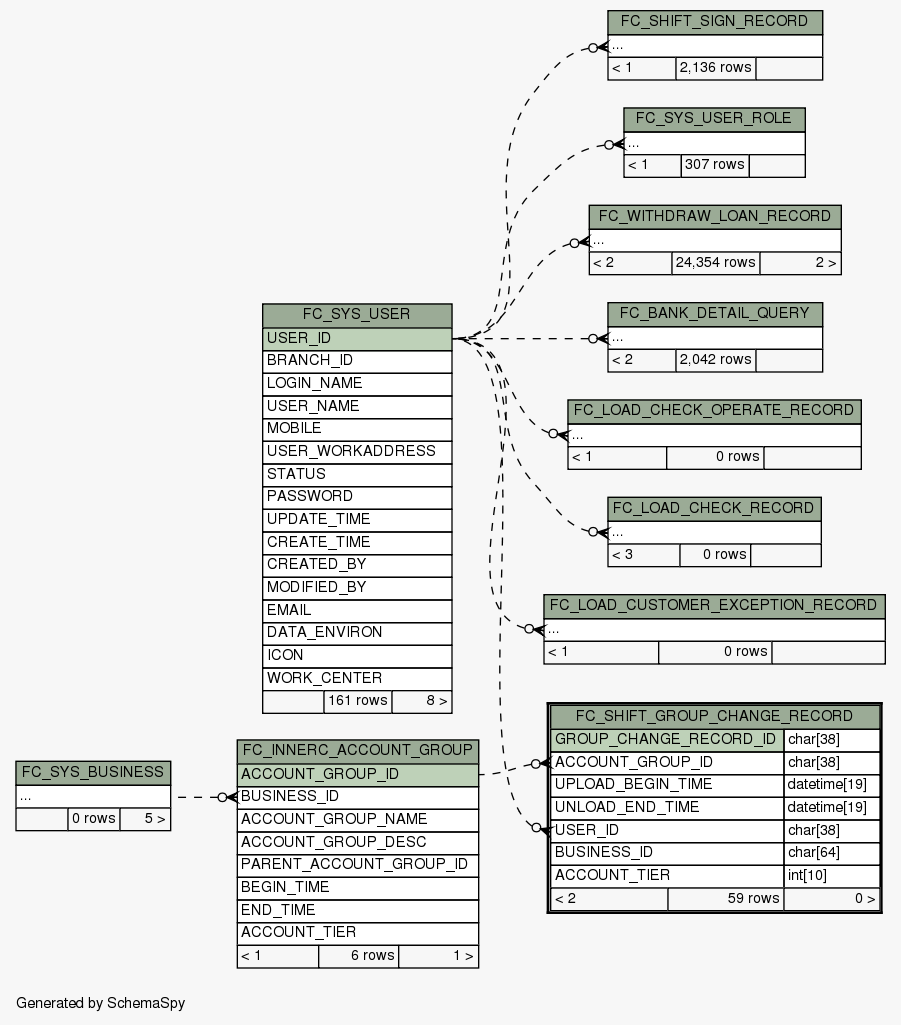 FC_SHIFT_SIGN_RECORD
...
< 1 2,136 rows
FC_SYS_USER_ROLE
...
< 1 307 rows
FC_WITHDRAW_LOAN_RECORD
...
< 2 24,354 rows 2 >
FC_SYS_USER
USER_ID
BRANCH_ID
LOGIN_NAME
USER_NAME
MOBILE
USER_WORKADDRESS
STATUS
PASSWORD
UPDATE_TIME
CREATE_TIME
CREATED_BY
MODIFIED_BY
EMAIL
DATA_ENVIRON
ICON
WORK_CENTER
161 rows 8 >
FC_BANK_DETAIL_QUERY
...
< 2 2,042 rows
FC_LOAD_CHECK_OPERATE_RECORD
...
< 1 0 rows
FC_LOAD_CHECK_RECORD
...
< 3 0 rows
FC_LOAD_CUSTOMER_EXCEPTION_RECORD
...
< 1 0 rows
FC_SHIFT_GROUP_CHANGE_RECORD
GROUP_CHANGE_RECORD_ID char[38]
ACCOUNT_GROUP_ID char[38]
UPLOAD_BEGIN_TIME datetime[19]
UNLOAD_END_TIME datetime[19]
USER_ID char[38]
BUSINESS_ID char[64]
ACCOUNT_TIER int[10]
< 2 59 rows 0 >
FC_SYS_BUSINESS
...
0 rows 5 >
FC_INNERC_ACCOUNT_GROUP
ACCOUNT_GROUP_ID
BUSINESS_ID
ACCOUNT_GROUP_NAME
ACCOUNT_GROUP_DESC
PARENT_ACCOUNT_GROUP_ID
BEGIN_TIME
END_TIME
ACCOUNT_TIER
< 1 6 rows 1 >
Generated by SchemaSpy